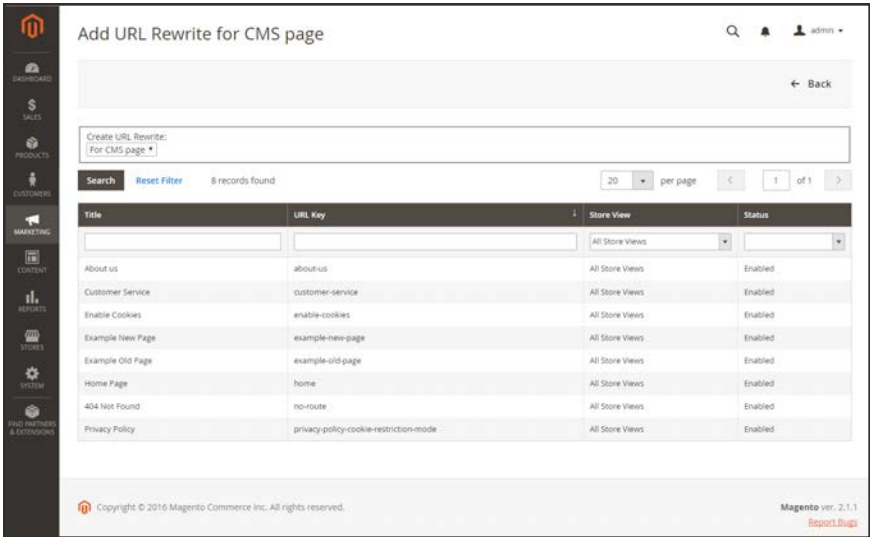 Add URL Rewrite for CMS page
admin
DASHBOARD
SALES
PRODUCTS
CUSTOMERS
MARKETING
CONTENT
REPORTS
STORES
SYSTEM
FIND PARTNERS
& EXTENSIONS
← Back
Create URL Rewrite:
For CMS page
Search Reset Filter 8 records found 20 per page 1 of 1
Title URL Key ↓ Store View Status
All Store Views
About us about-us All Store Views Enabled
Customer Service customer-service All Store Views Enabled
Enable Cookies enable-cookies All Store Views Enabled
Example New Page example-new-page All Store Views Enabled
Example Old Page example-old-page All Store Views Enabled
Home Page home All Store Views Enabled
404 Not Found no-route All Store Views Enabled
Privacy Policy privacy-policy-cookie-restriction-mode All Store Views Enabled
Copyright © 2016 Magento Commerce Inc. All rights reserved. Magento ver. 2.1.1
Report Bugs